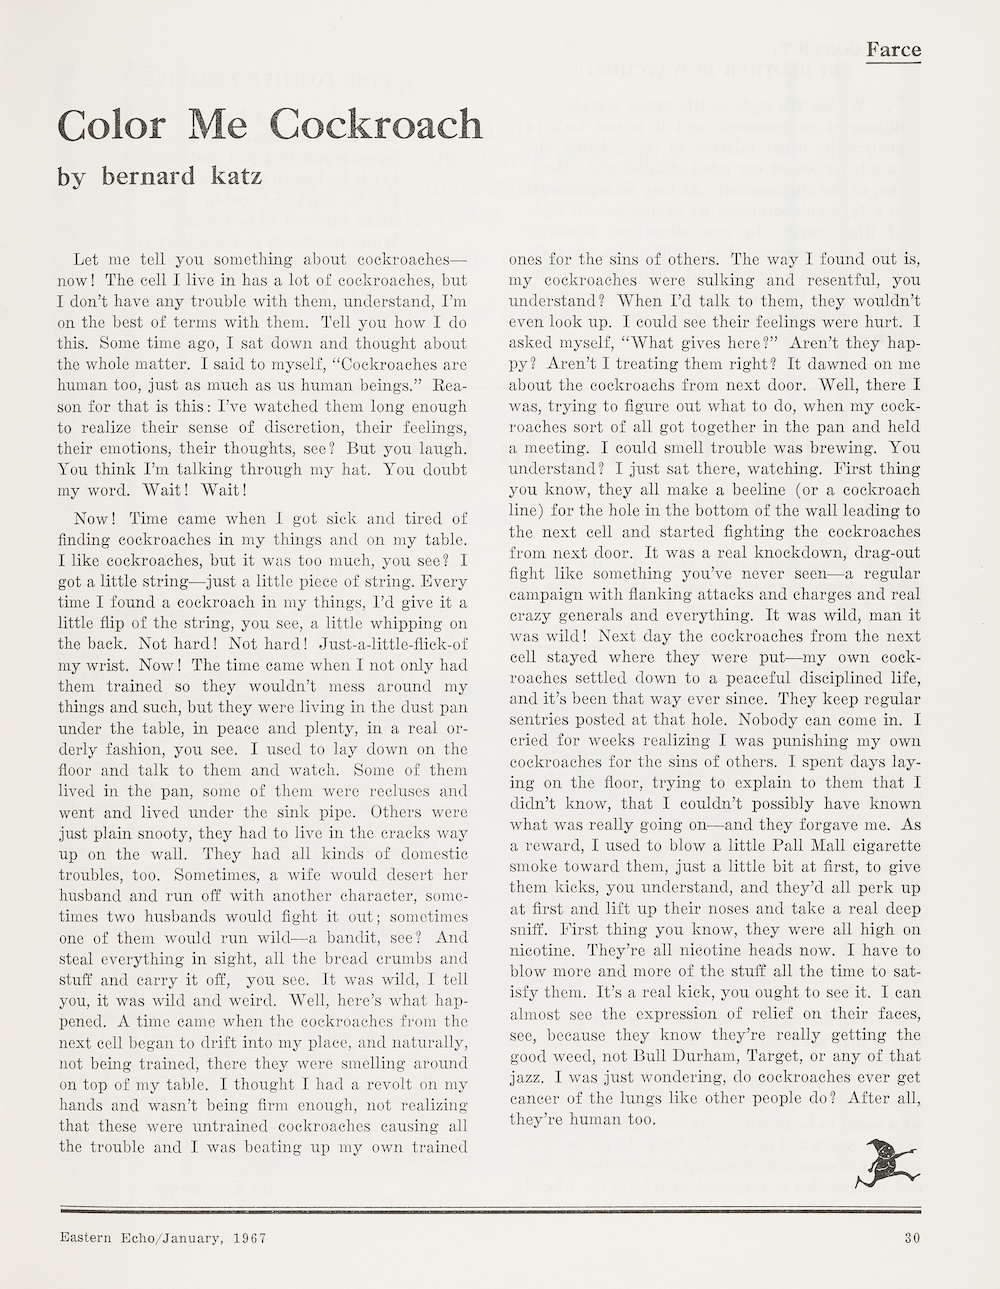 Farce
Color Me Cockroach
by bernard katz
Let me tell you something about cockroaches—
now! The cell I live in has a lot of cockroaches, but
I don't have any trouble with them, understand, I'm
on the best of terms with them. Tell you how I do
this. Some time ago, I sat down and thought about
the whole matter. I said to myself, “Cockroaches are
human too, just as much as us human beings.” Rea-
son for that is this: I've watched them long enough
to realize their sense of discretion, their feelings,
their emotions, their thoughts, see? But you laugh.
You think I'm talking through my hat. You doubt
my word. Wait! Wait!
Now! Time came when I got sick and tired of
finding cockroaches in my things and on my table.
I like cockroaches, but it was too much, you see? I
got a little string—just a little piece of string. Every
time I found a cockroach in my things, I'd give it a
little flip of the string, you see, a little whipping on
the back. Not hard! Not hard! Just-a-little-flick-of
my wrist. Now! The time came when I not only had
them trained so they wouldn't mess around my
things and such, but they were living in the dust pan
under the table, in peace and plenty, in a real or-
derly fashion, you see. I used to lay down on the
floor and talk to them and watch. Some of them
lived in the pan, some of them were recluses and
went and lived under the sink pipe. Others were
just plain snooty, they had to live in the cracks way
up on the wall. They had all kinds of domestic
troubles, too. Sometimes, a wife would desert her
husband and run off with another character, some-
times two husbands would fight it out; sometimes
one of them would run wild—a bandit, see? And
steal everything in sight, all the bread crumbs and
stuff and carry it off, you see. It was wild, I tell
you, it was wild and weird. Well, here's what hap-
pened. A time came when the cockroaches from the
next cell began to drift into my place, and naturally,
not being trained, there they were smelling around
on top of my table. I thought I had a revolt on my
hands and wasn't being firm enough, not realizing
that these were untrained cockroaches causing all
the trouble and I was beating up my own trained
ones for the sins of others. The way I found out is,
my cockroaches were sulking and resentful, you
understand? When I'd talk to them, they wouldn't
even look up. I could see their feelings were hurt. I
asked myself, “What gives here?” Aren't they hap-
py? Aren't I treating them right? It dawned on me
about the cockroachs from next door. Well, there I
was, trying to figure out what to do, when my cock-
roaches sort of all got together in the pan and held
a meeting. I could smell trouble was brewing. You
understand? I just sat there, watching. First thing
you know, they all make a beeline (or a cockroach
line) for the hole in the bottom of the wall leading to
the next cell and started fighting the cockroaches
from next door. It was a real knockdown, drag-out
fight like something you've never seen—a regular
campaign with flanking attacks and charges and real
crazy generals and everything. It was wild, man it
was wild! Next day the cockroaches from the next
cell stayed where they were put—my own cock-
roaches settled down to a peaceful disciplined life,
and it's been that way ever since. They keep regular
sentries posted at that hole. Nobody can come in. I
cried for weeks realizing I was punishing my own
cockroaches for the sins of others. I spent days lay-
ing on the floor, trying to explain to them that I
didn't know, that I couldn't possibly have known
what was really going on—and they forgave me. As
a reward, I used to blow a little Pall Mall cigarette
smoke toward them, just a little bit at first, to give
them kicks, you understand, and they'd all perk up
at first and lift up their noses and take a real deep
sniff. First thing you know, they were all high on
nicotine. They're all nicotine heads now. I have to
blow more and more of the stuff all the time to sat-
isfy them. It's a real kick, you ought to see it. I can
almost see the expression of relief on their faces,
see, because they know they're really getting the
good weed, not Bull Durham, Target, or any of that
jazz. I was just wondering, do cockroaches ever get
cancer of the lungs like other people do? After all,
they're human too.
Eastern Echo/January, 1967
30